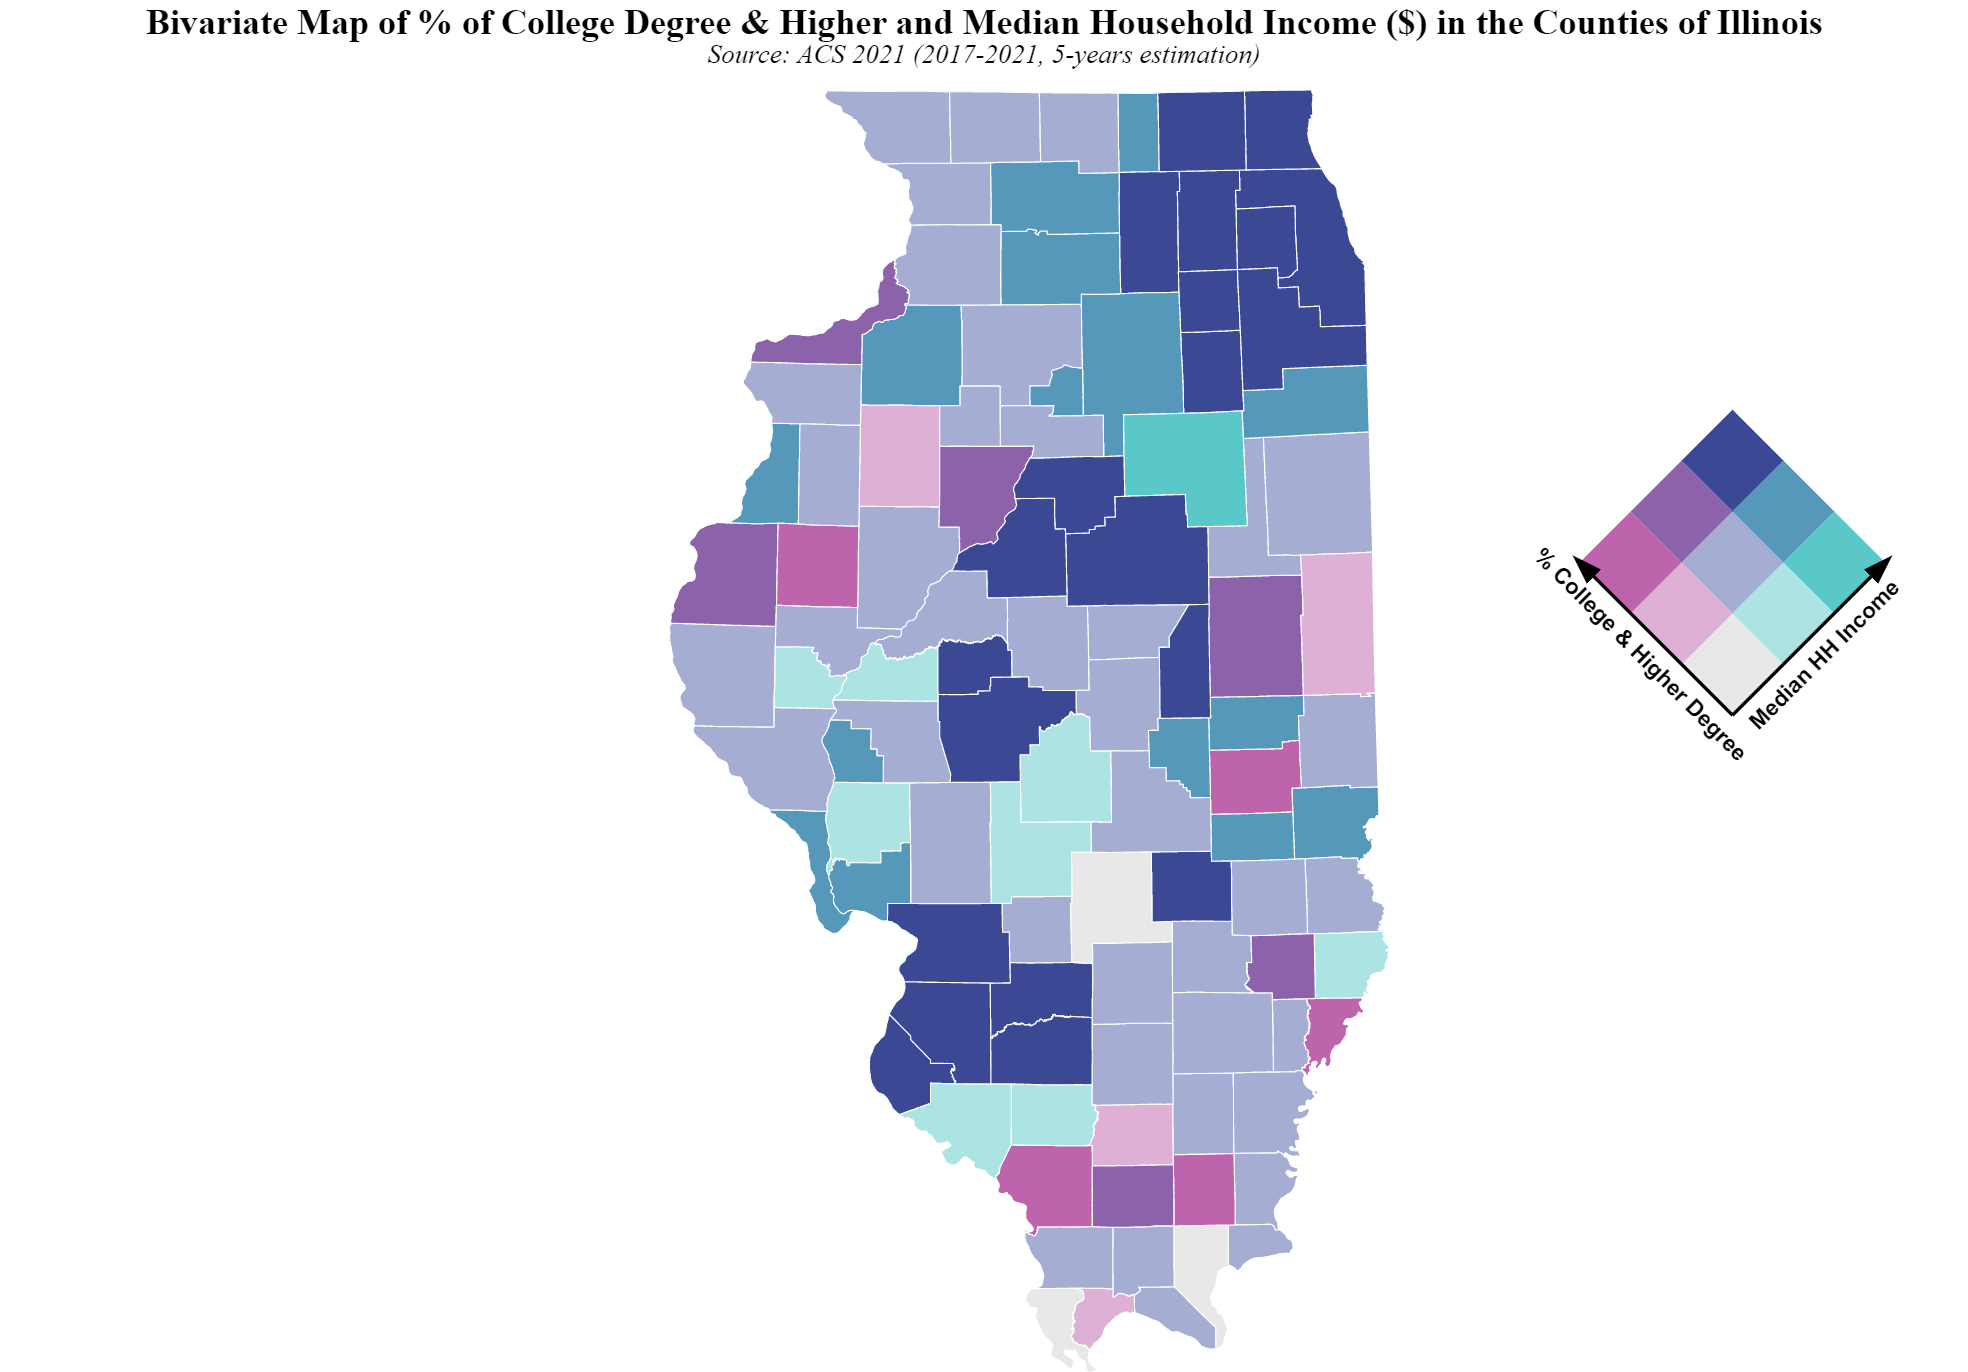 Bivariate Map of % of College Degree & Higher and Median Household Income ($) in the Counties of Illinois
Source: ACS 2021 (2017-2021, 5-years estimation)
% College & Higher Degree
Median HH Income